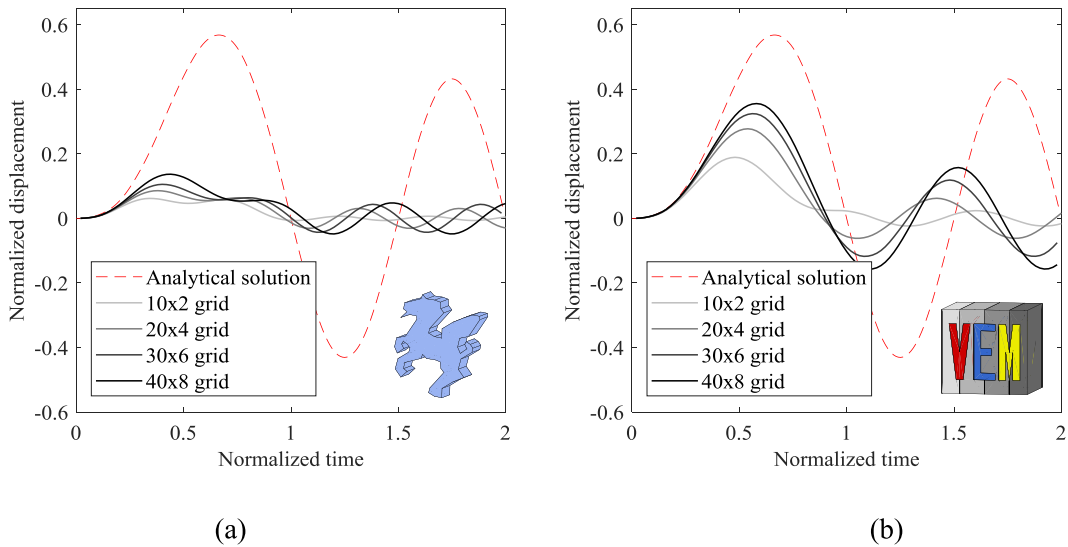 0.6
0.4
0.2
0
-0.2
-0.4
-0.6
Normalized displacement
Analytical solution
10x2 grid
20x4 grid
30x6 grid
40x8 grid
0
0.5
1
1.5
2
Normalized time
(a)
0.6
0.4
0.2
0
-0.2
-0.4
-0.6
Normalized displacement
Analytical solution
10x2 grid
20x4 grid
30x6 grid
40x8 grid
VEM
0
0.5
1
1.5
2
Normalized time
(b)